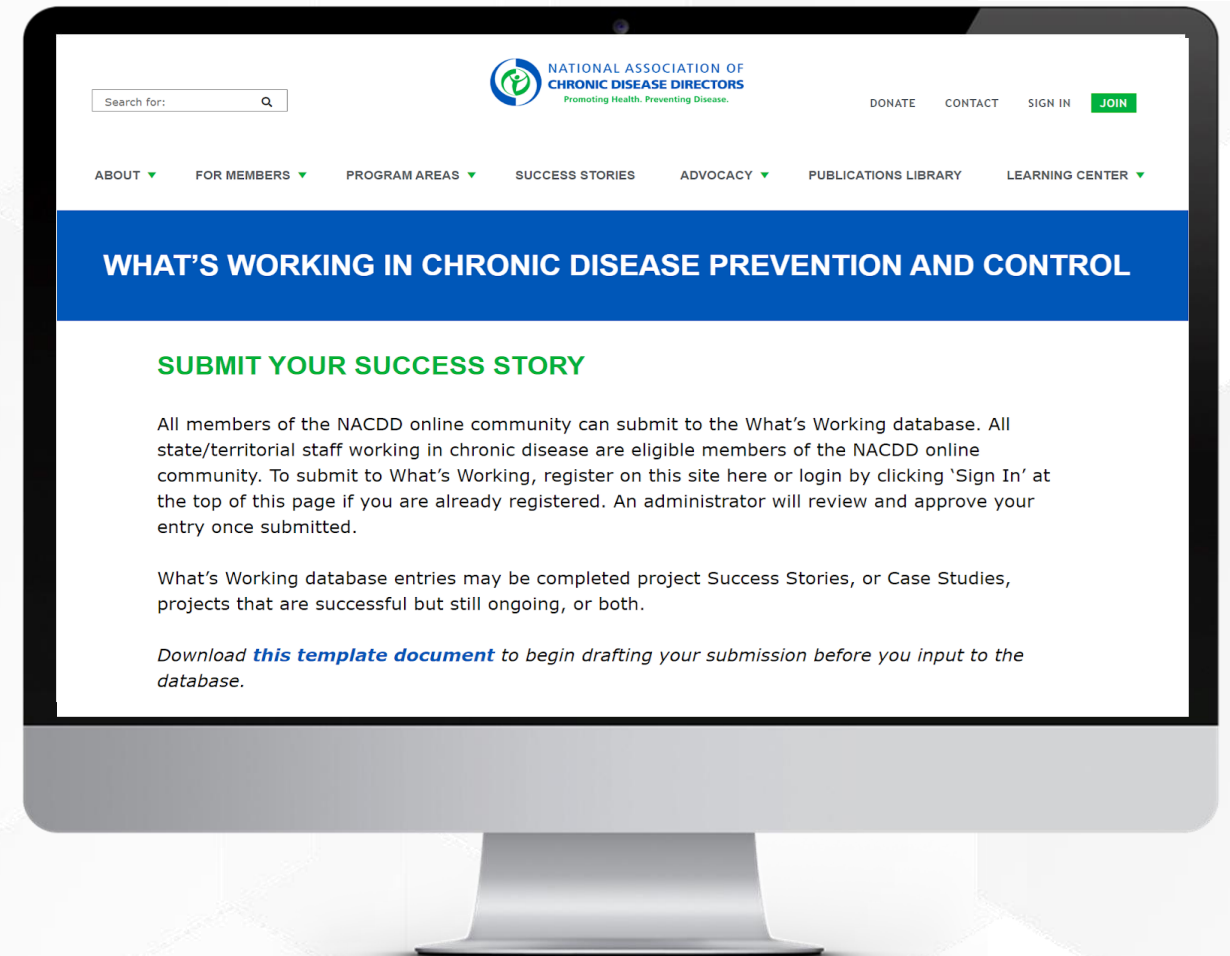 NATIONAL ASSOCIATION OF
CHRONIC DISEASE DIRECTORS
Promoting Health. Preventing Disease.
Search for:
DONATE CONTACT SIGN IN JOIN
ABOUT FOR MEMBERS PROGRAM AREAS SUCCESS STORIES ADVOCACY PUBLICATIONS LIBRARY LEARNING CENTER
WHAT'S WORKING IN CHRONIC DISEASE PREVENTION AND CONTROL
SUBMIT YOUR SUCCESS STORY
All members of the NACDD online community can submit to the What's Working database. All
state/territorial staff working in chronic disease are eligible members of the NACDD online
community. To submit to What's Working, register on this site here or login by clicking ‘Sign In’ at
the top of this page if you are already registered. An administrator will review and approve your
entry once submitted.
What's Working database entries may be completed project Success Stories, or Case Studies,
projects that are successful but still ongoing, or both.
Download this template document to begin drafting your submission before you input to the
database.